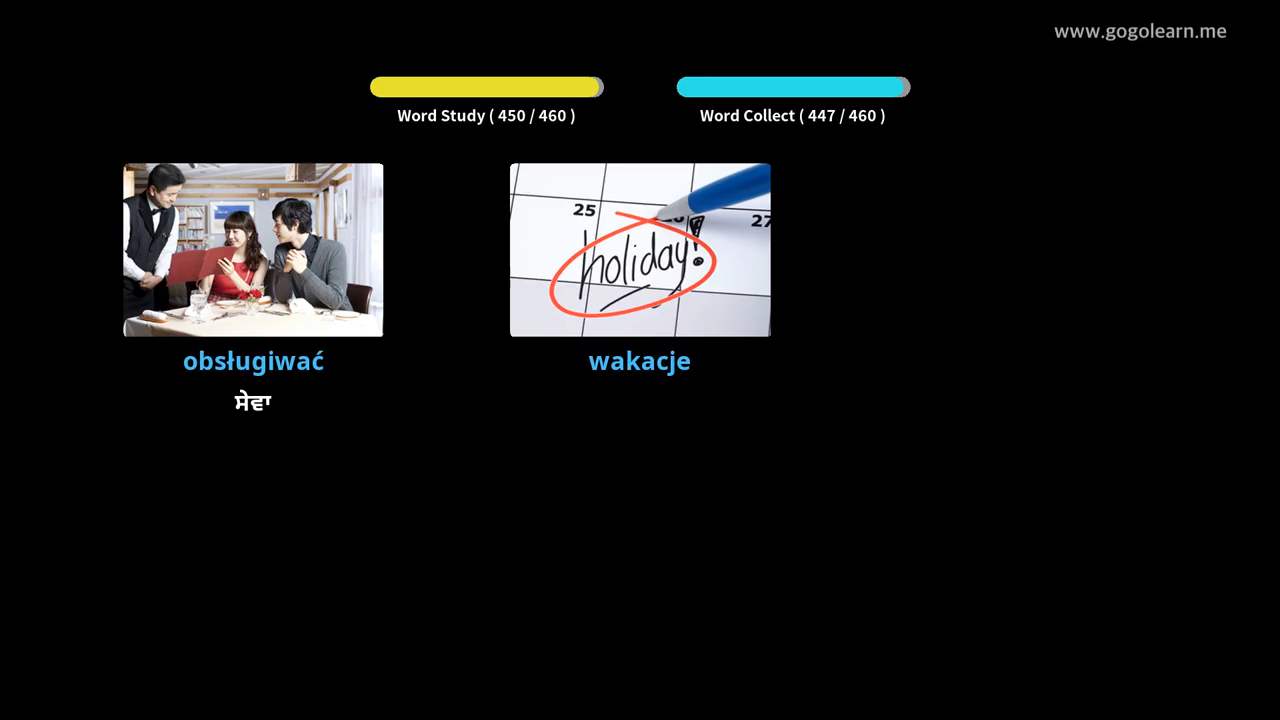 www.gogolearn.me
Word Study ( 450 / 460 )
Word Collect ( 447 / 460 )
25
27
holiday!
obsługiwać
wakacje
ਸੇਵਾ